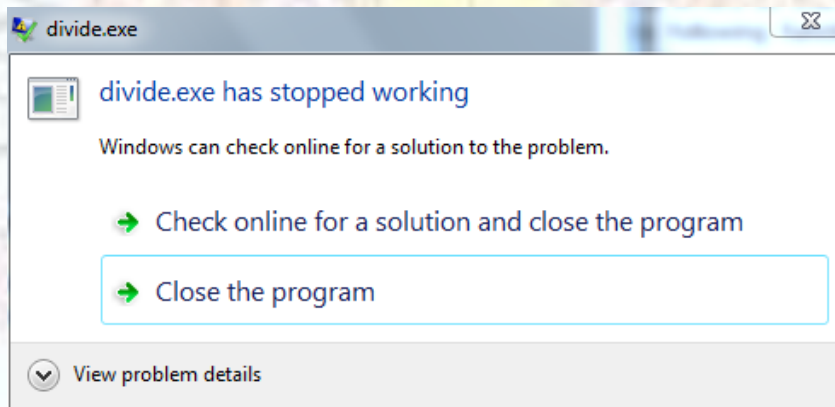 divide.exe
divide.exe has stopped working
Windows can check online for a solution to the problem.
Check online for a solution and close the program
Close the program
View problem details